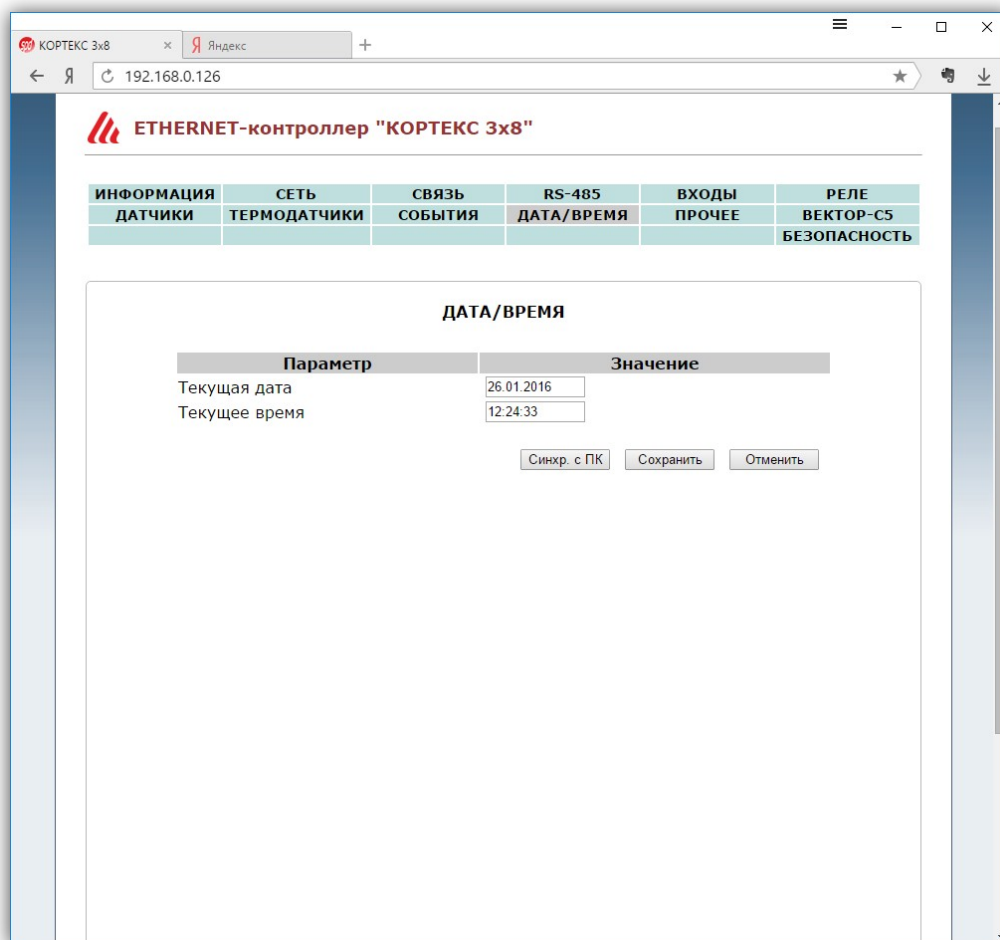 КОРТЕКС 3x8 Яндекс
192.168.0.126
ETHERNET-контроллер "КОРТЕКС 3x8"
ИНФОРМАЦИЯ СЕТЬ СВЯЗЬ RS-485 ВХОДЫ РЕЛЕ
ДАТЧИКИ ТЕРМОДАТЧИКИ СОБЫТИЯ ДАТА/ВРЕМЯ ПРОЧЕЕ ВЕКТОР-С5
БЕЗОПАСНОСТЬ
ДАТА/ВРЕМЯ
Параметр Значение
Текущая дата 26.01.2016
Текущее время 12:24:33
Синхр. с ПК Сохранить Отменить